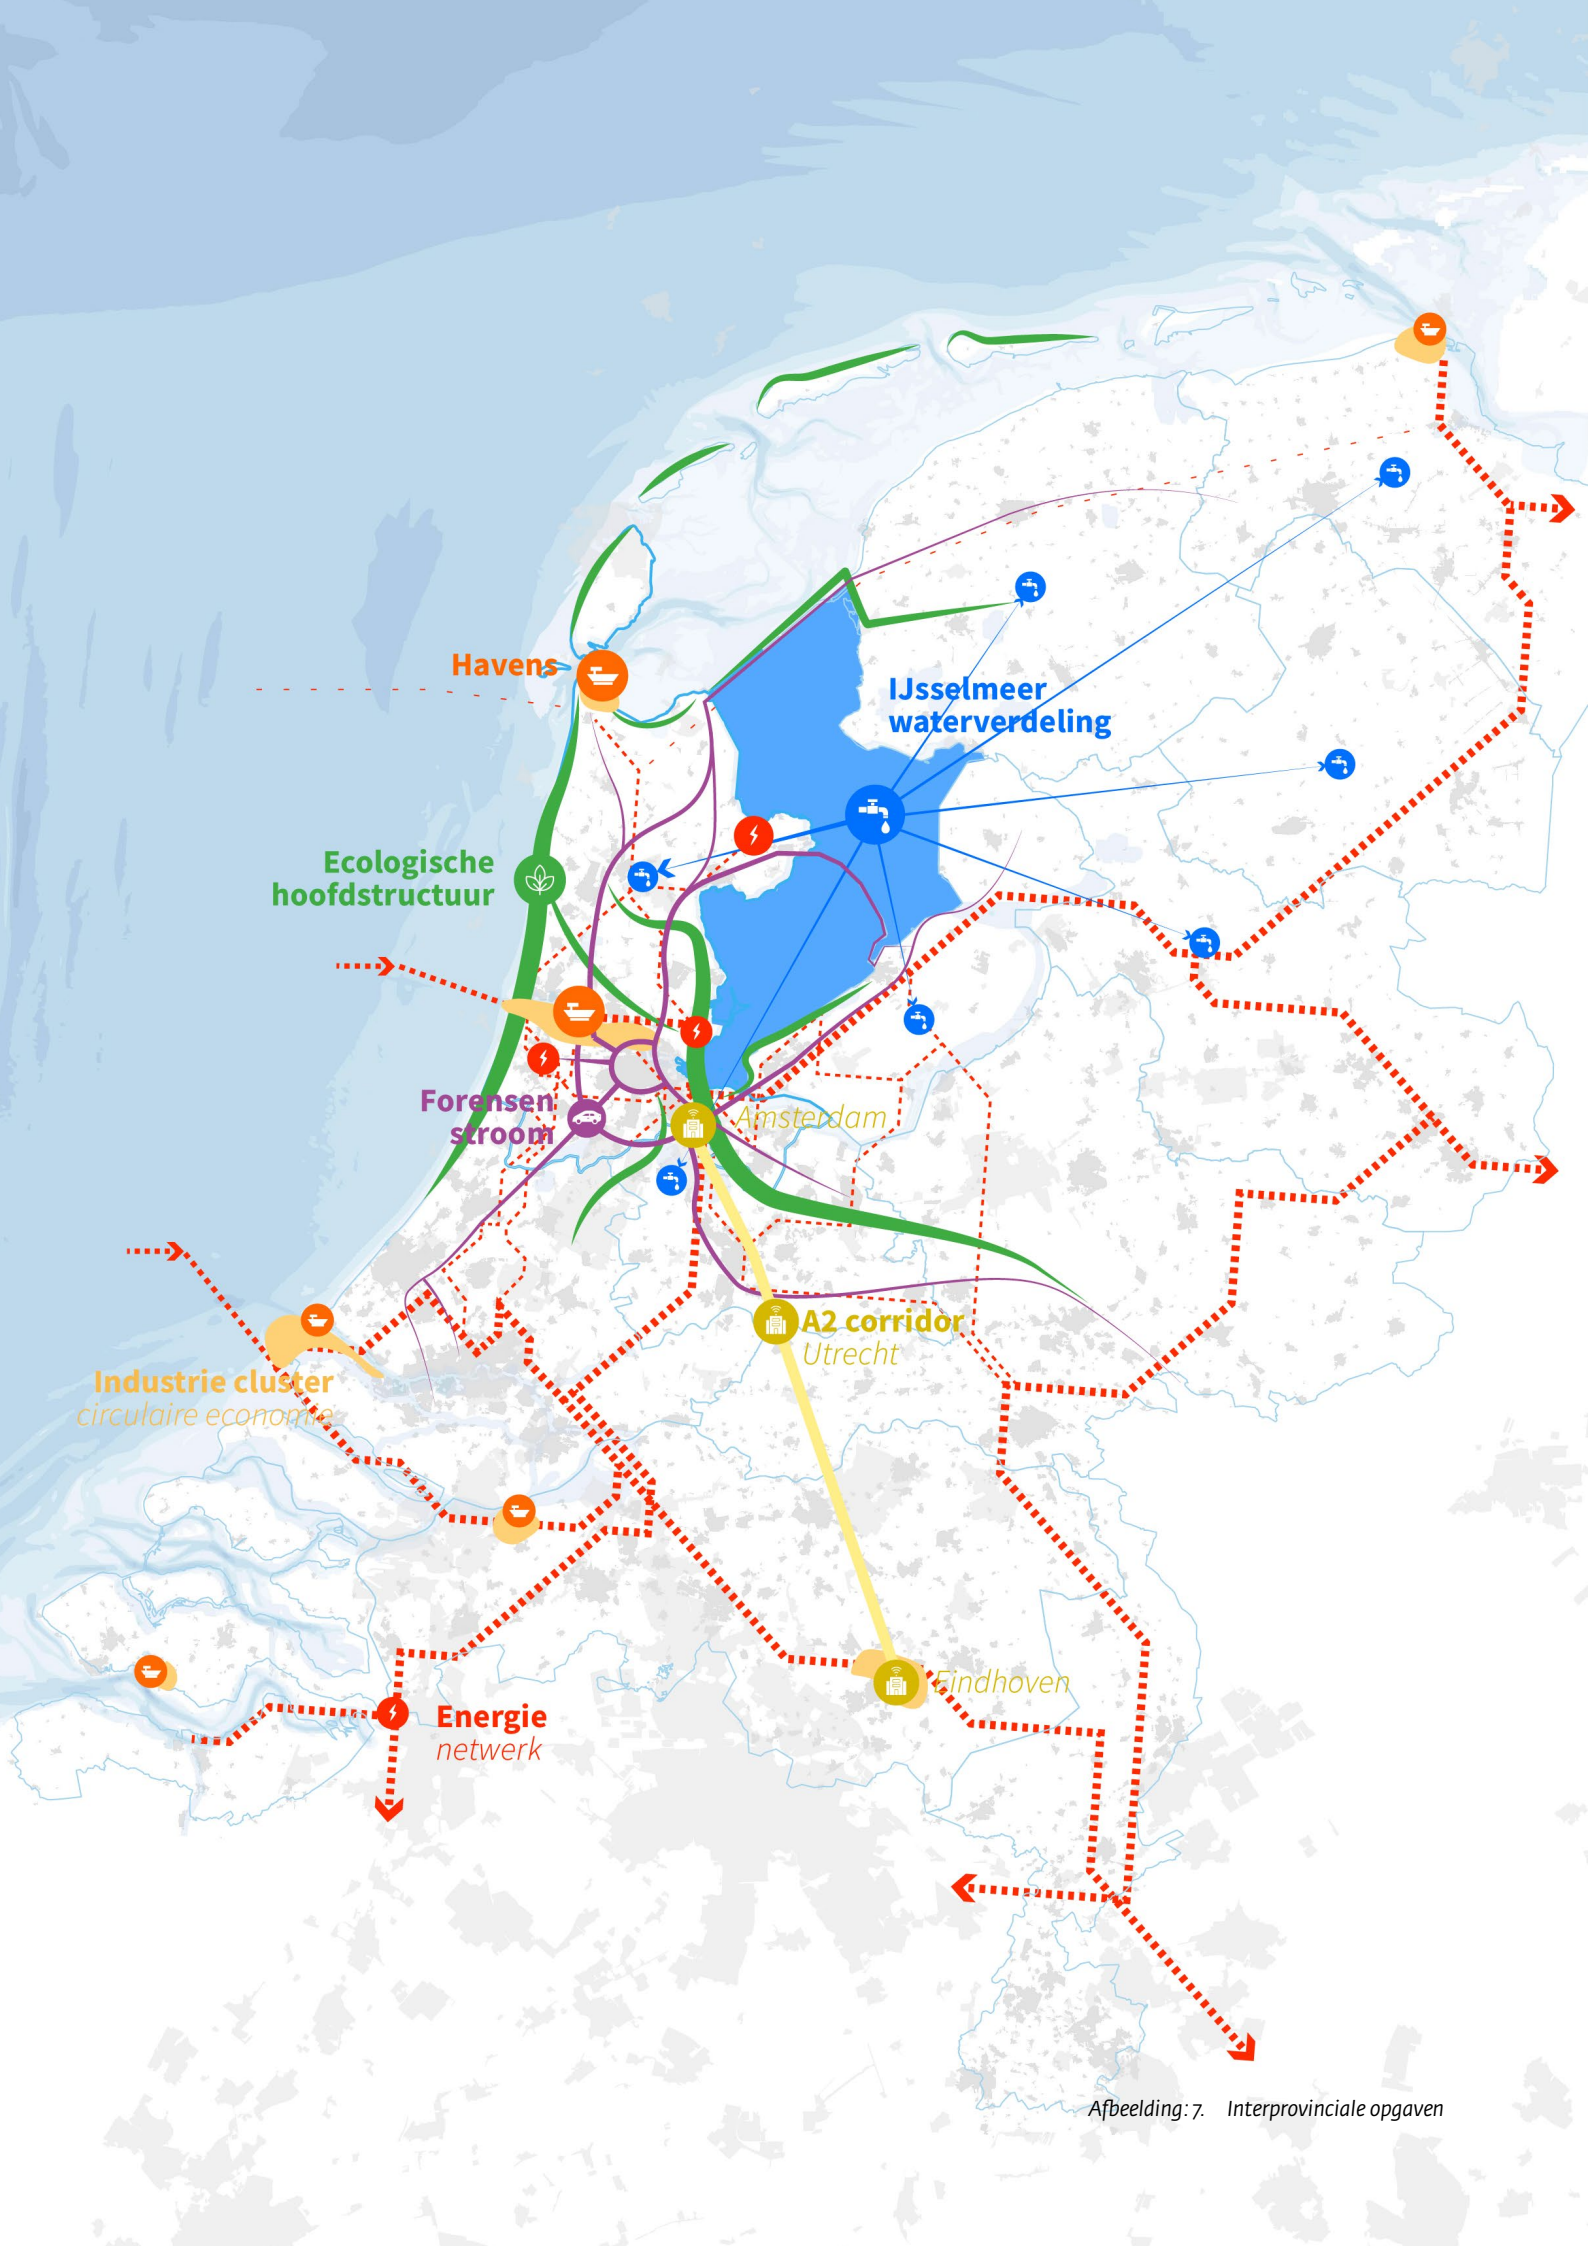 Havens
IJsselmeer
waterverdeling
Ecologische
hoofdstructuur
Forensen
stroom
Amsterdam
A2 corridor
Utrecht
Industrie cluster
circulaire economie
Eindhoven
Energie
netwerk
Afbeelding: 7. Interprovinciale opgaven